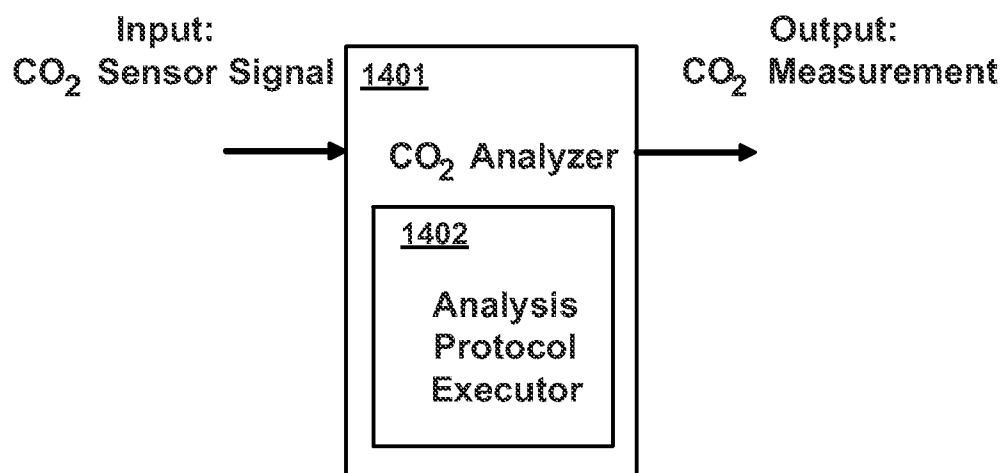 Input:
CO₂ Sensor Signal
1401
CO₂ Analyzer
1402
Analysis
Protocol
Executor
Output:
CO₂ Measurement